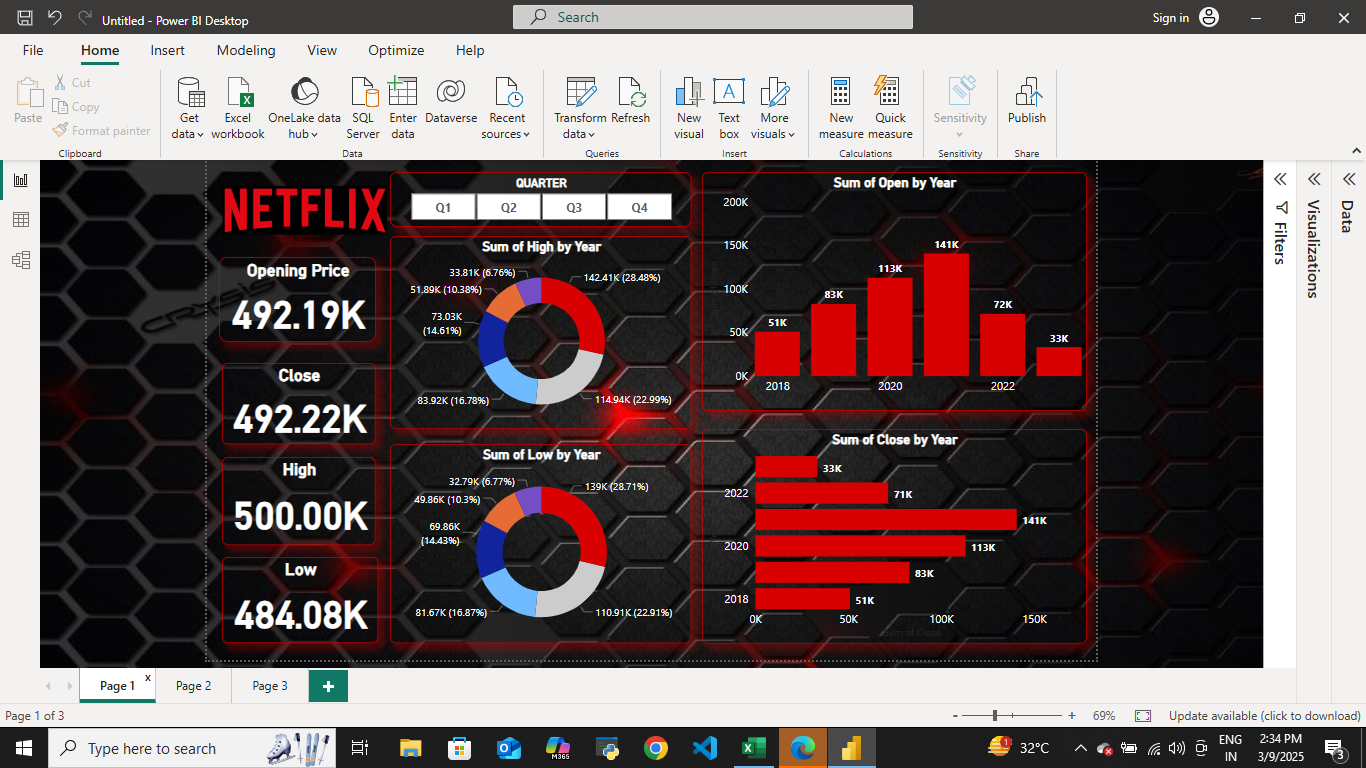 Untitled - Power BI Desktop
Search
Sign in
File
Home
Insert
Modeling
View
Optimize
Help
Paste
Cut
Copy
Format painter
Clipboard
Get data
Excel workbook
OneLake data hub
SQL Server
Enter data
Dataverse
Recent sources
Data
Transform data
Refresh
Queries
New visual
Text box
More visuals
Insert
New measure
Quick measure
Calculations
Sensitivity
Sensitivity
Publish
Share
NETFLIX
Opening Price
492.19K
Close
492.22K
High
500.00K
Low
484.08K
QUARTER
Q1
Q2
Q3
Q4
Sum of High by Year
33.81K (6.76%)
142.41K (28.48%)
51.89K (10.38%)
73.03K
(14.61%)
83.92K (16.78%)
114.94K (22.99%)
Sum of Low by Year
32.79K (6.77%)
139K (28.71%)
49.86K (10.3%)
69.86K
(14.43%)
81.67K (16.87%)
110.91K (22.91%)
Sum of Open by Year
200K
150K
100K
50K
0K
51K
83K
113K
141K
72K
33K
2018
2020
2022
Sum of Close by Year
33K
2022
71K
141K
2020
113K
83K
2018
51K
0K
50K
100K
150K
Sum of Close
Filters
Visualizations
Data
Page 1
x
Page 2
Page 3
+
Page 1 of 3
-
+
69%
Update available (click to download)
Type here to search
M365
1
32°C
ENG
IN
2:34 PM
3/9/2025
3